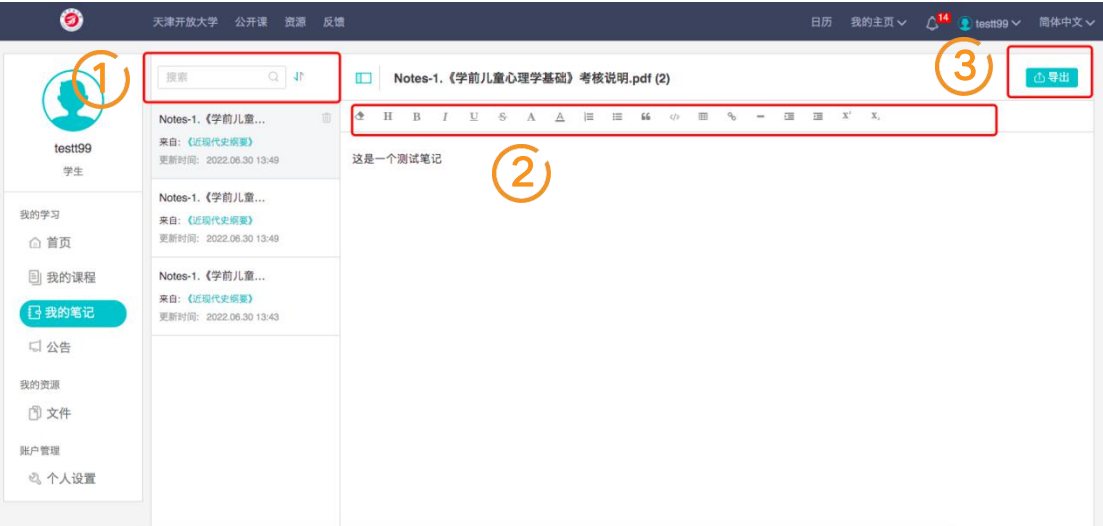 天津开放大学 公开课 资源 反馈 日历 我的主页 14 testt99 简体中文
①
testt99
学生
我的学习
首页
我的课程
我的笔记
公告
我的资源
文件
账户管理
个人设置
搜索
Notes-1.《学前儿童...
来自:《近现代史纲要》
更新时间: 2022.06.30 13:49
Notes-1.《学前儿童...
来自:《近现代史纲要》
更新时间: 2022.06.30 13:49
Notes-1.《学前儿童...
来自:《近现代史纲要》
更新时间: 2022.06.30 13:43
Notes-1.《学前儿童心理学基础》考核说明.pdf (2)
③
导出
H B I U S A A 66 </> X² X₂
②
这是一个测试笔记